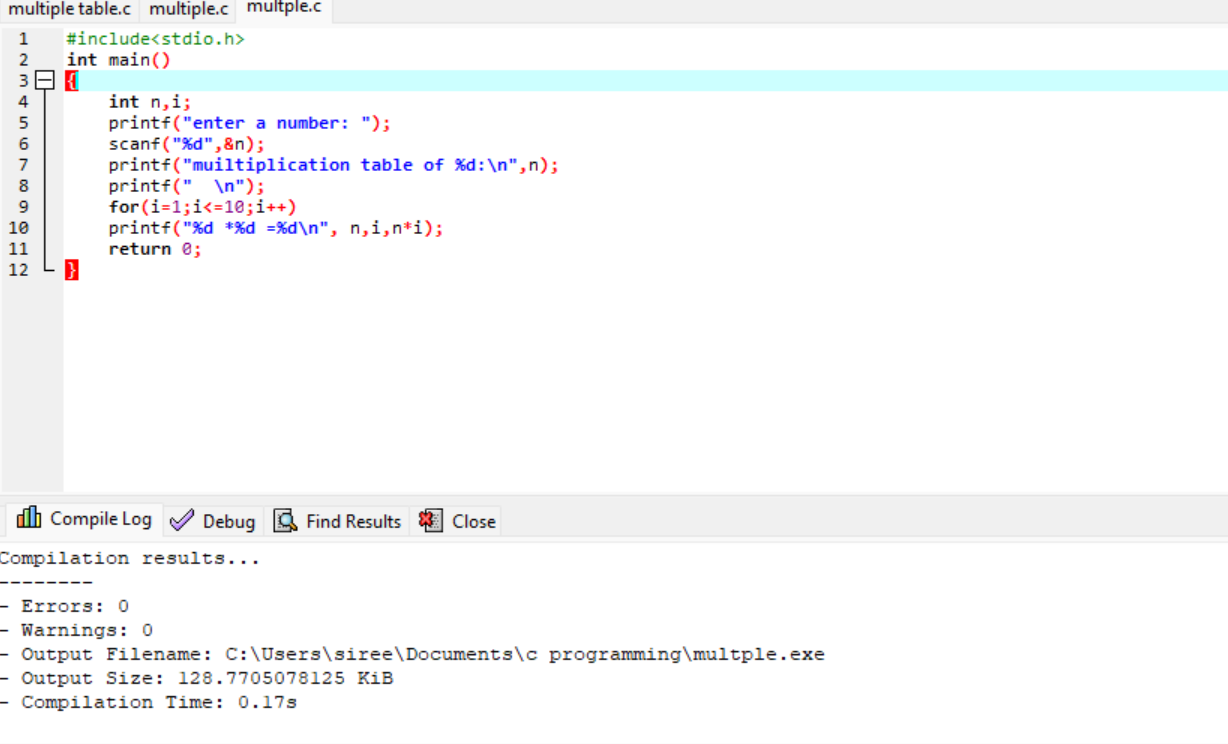 multiple table.c multiple.c multple.c
1 #include<stdio.h>
2 int main()
3 {
4 int n,i;
5 printf("enter a number: ");
6 scanf("%d",&n);
7 printf("muiltiplication table of %d:\n",n);
8 printf("  \n");
9 for(i=1;i<=10;i++)
10 printf("%d *%d =%d\n", n,i,n*i);
11 return 0;
12 }
Compile Log Debug Find Results Close
Compilation results...
--------
- Errors: 0
- Warnings: 0
- Output Filename: C:\Users\siree\Documents\c programming\multple.exe
- Output Size: 128.7705078125 KiB
- Compilation Time: 0.17s